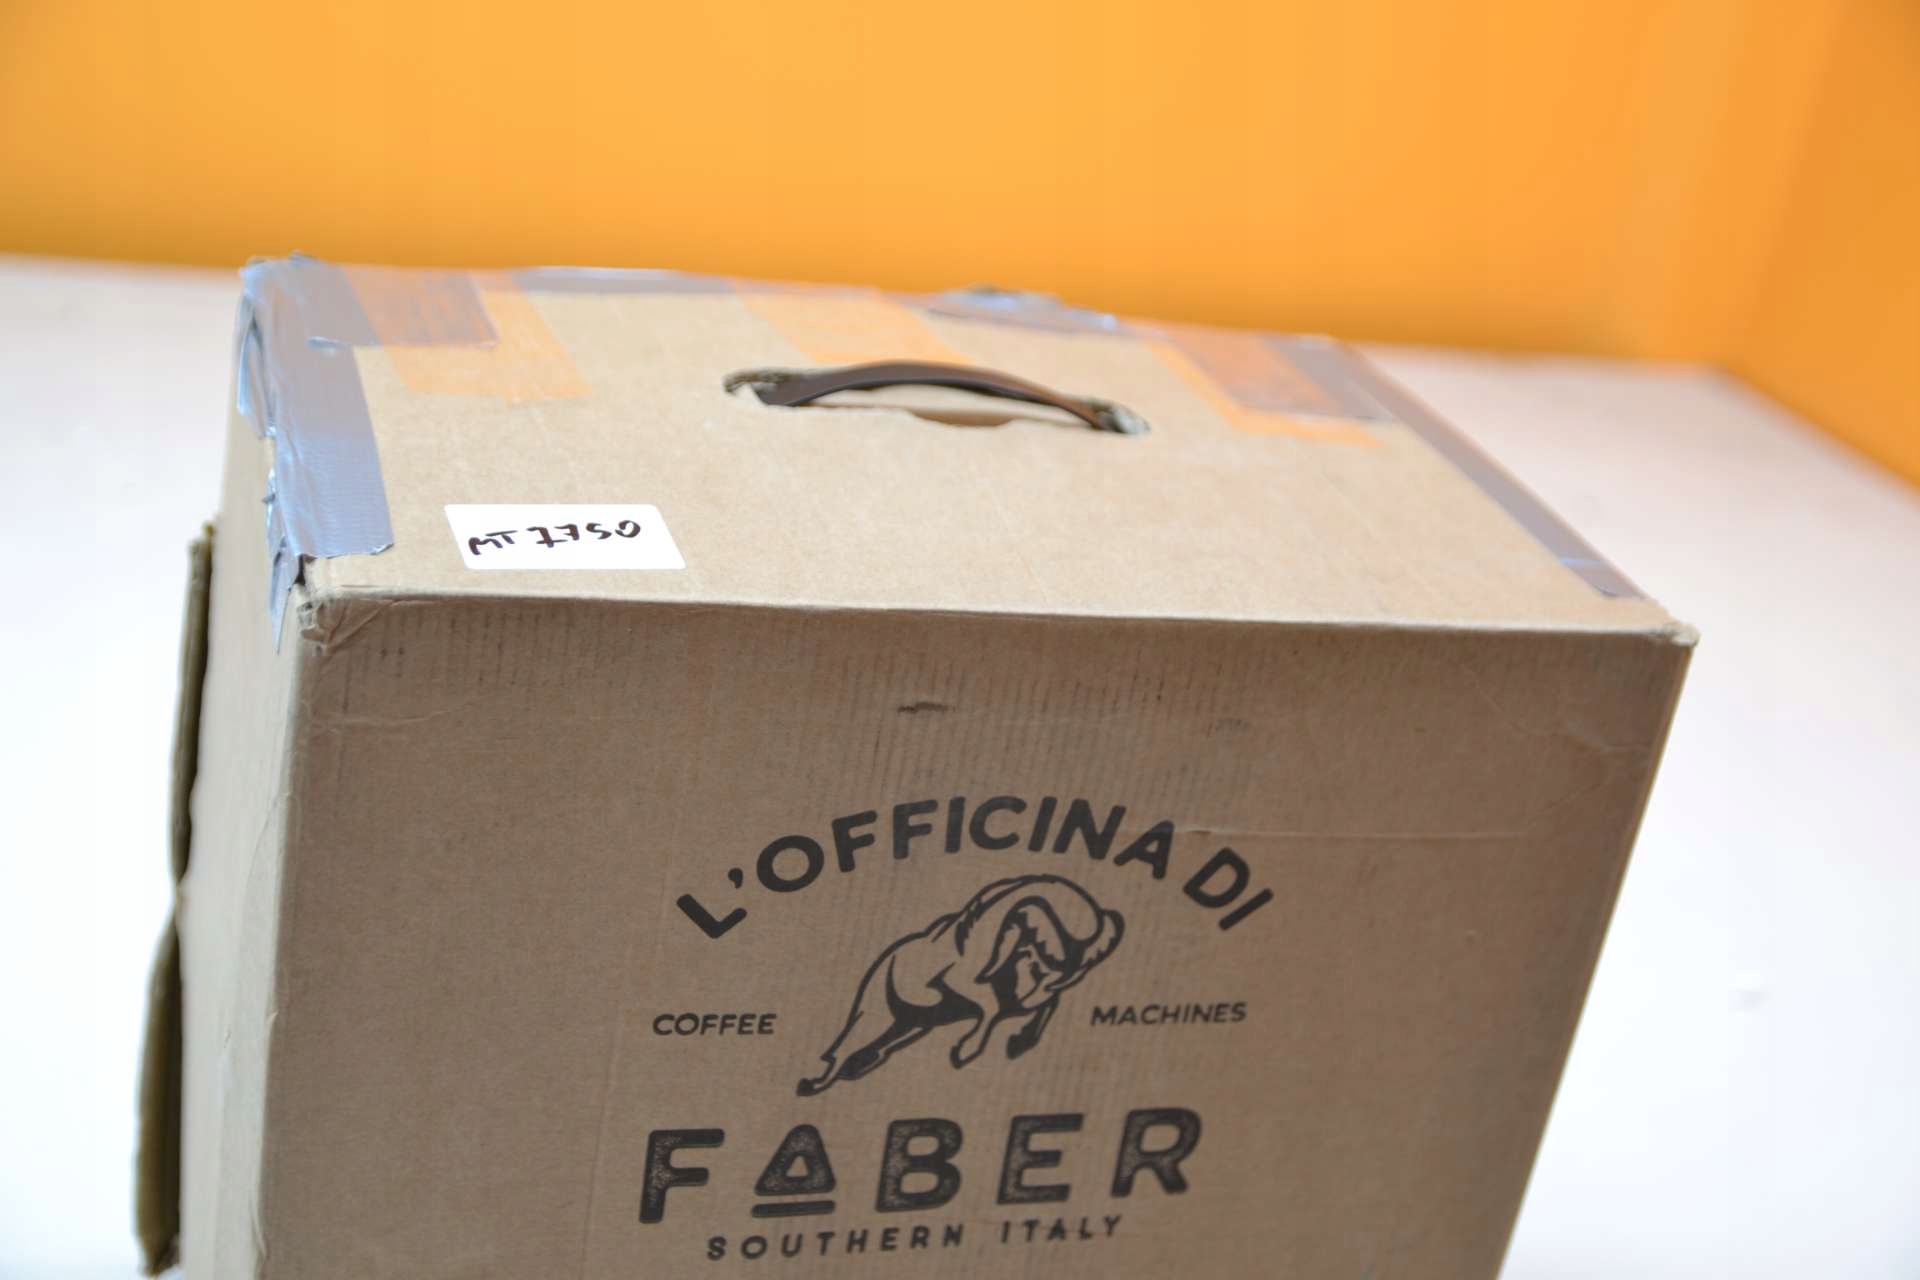 MT 7750
L'OFFICINA DI
COFFEE MACHINES
FABER
SOUTHERN ITALY